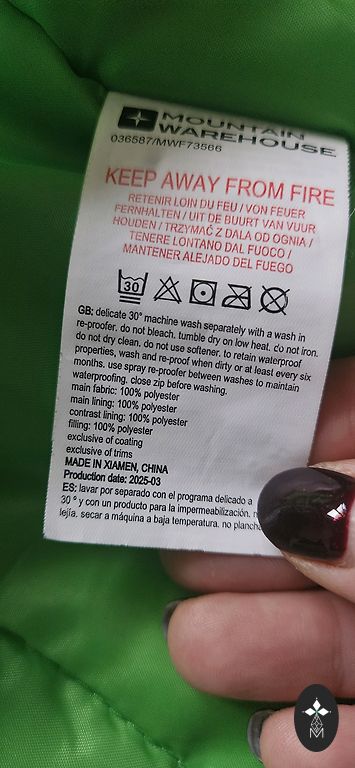 MOUNTAIN
WAREHOUSE
036587/MWF73566
KEEP AWAY FROM FIRE
RETENIR LOIN DU FEU / VON FEUER
FERNHALTEN / UIT DE BUURT VAN VUUR
HOUDEN / TRZYMAĆ Z DALA OD OGNIA /
TENERE LONTANO DAL FUOCO /
MANTENER ALEJADO DEL FUEGO
30
GB: delicate 30° machine wash separately with a wash in
re-proofer. do not bleach. tumble dry on low heat. do not iron.
do not dry clean. do not use softener. to retain waterproof
properties, wash and re-proof when dirty or at least every six
months. use spray re-proofer between washes to maintain
waterproofing. close zip before washing.
main fabric: 100% polyester
main lining: 100% polyester
contrast lining: 100% polyester
filling: 100% polyester
exclusive of coating
exclusive of trims
MADE IN XIAMEN, CHINA
Production date: 2025-03
ES: lavar por separado con el programa delicado a
30 º y con un producto para la impermeabilización.
lejía. secar a máquina a baja temperatura. no
M